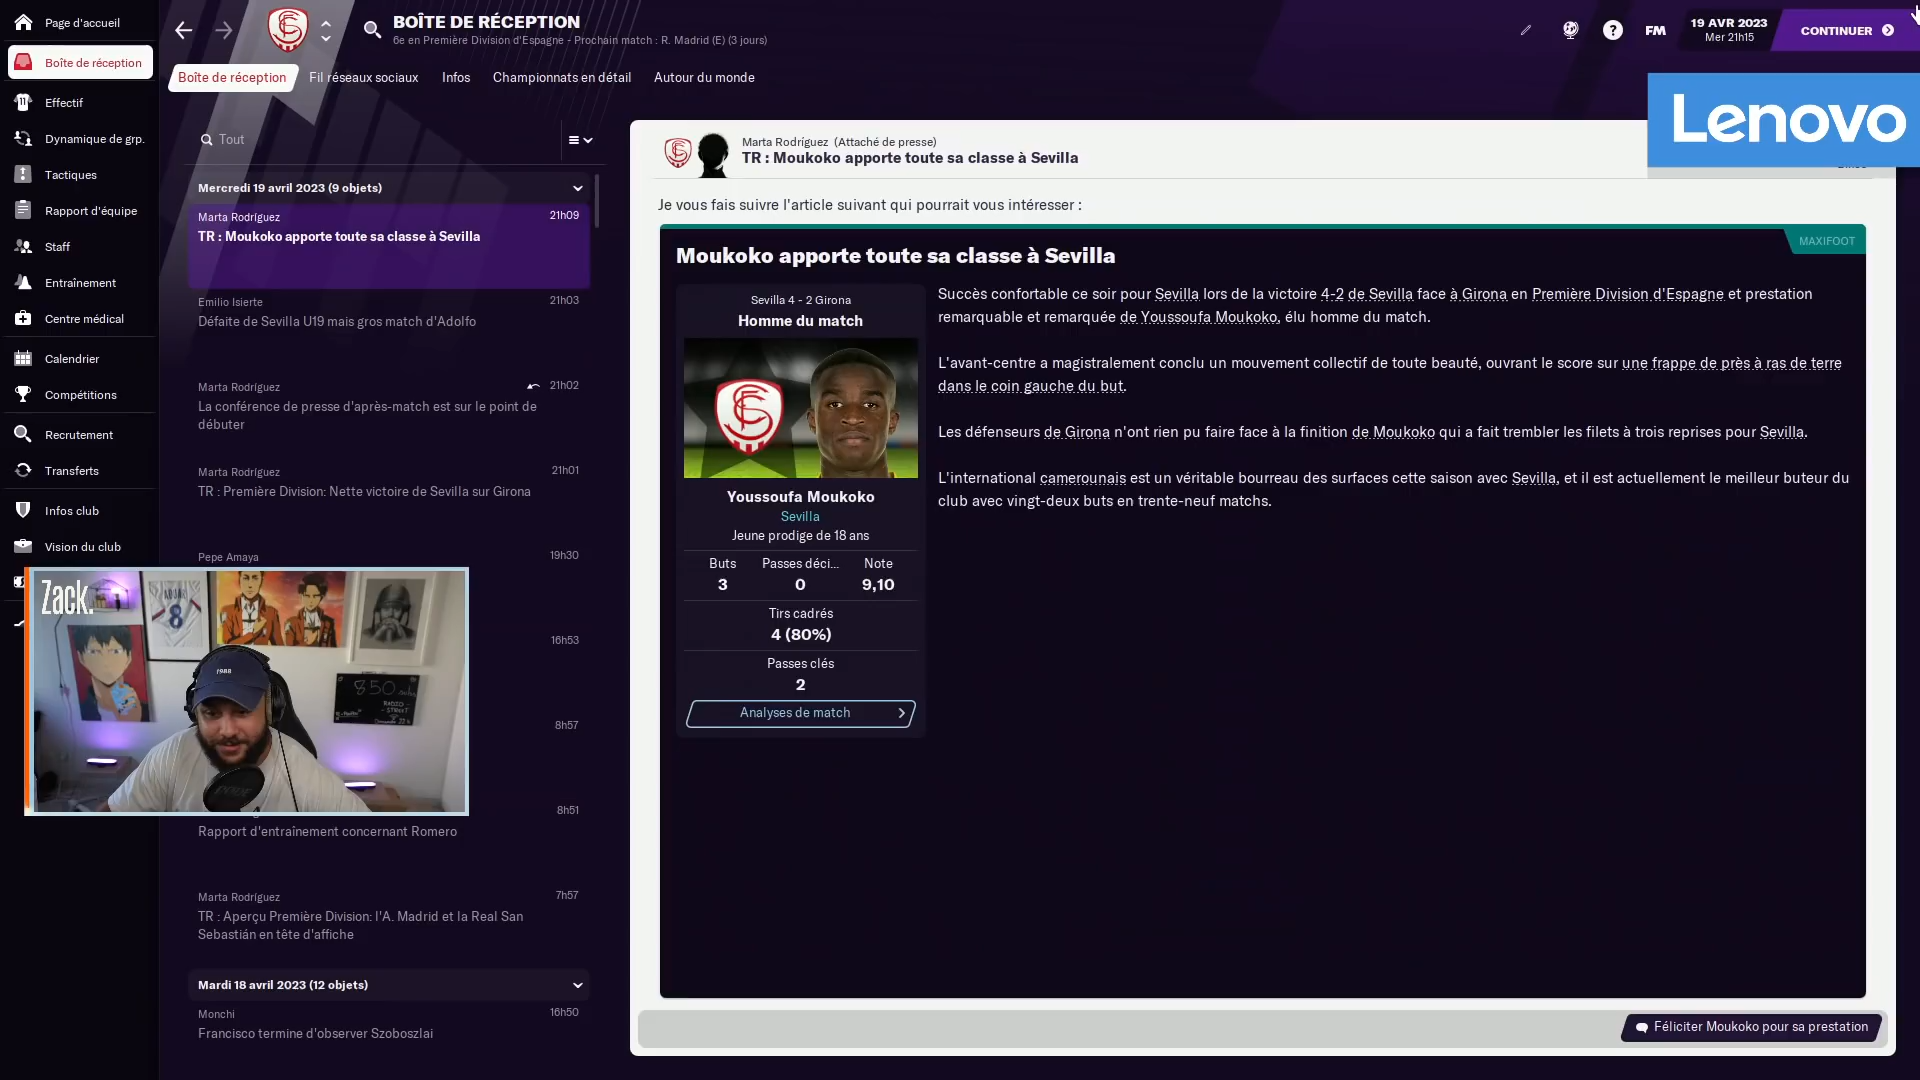 Page d'accueil
Boîte de réception
Effectif
Dynamique de grp.
Tactiques
Rapport d'équipe
Staff
Entraînement
Centre médical
Calendrier
Compétitions
Recrutement
Transferts
Infos club
Vision du club
BOÎTE DE RÉCEPTION
6e en Première Division d'Espagne - Prochain match : R. Madrid (E) (3 jours)
FM
19 AVR 2023
Mer 21h15
CONTINUER
Boîte de réception
Fil réseaux sociaux
Infos
Championnats en détail
Autour du monde
Lenovo
Tout
Mercredi 19 avril 2023 (9 objets)
Marta Rodríguez 21h09
TR : Moukoko apporte toute sa classe à Sevilla
Emilio Isierte 21h03
Défaite de Sevilla U19 mais gros match d'Adolfo
Marta Rodríguez 21h02
La conférence de presse d'après-match est sur le point de
débuter
Marta Rodríguez 21h01
TR : Première Division: Nette victoire de Sevilla sur Girona
Pepe Amaya 19h30
16h53
8h57
8h51
Rapport d'entraînement concernant Romero
Marta Rodríguez 7h57
TR : Aperçu Première Division: l'A. Madrid et la Real San
Sebastián en tête d'affiche
Mardi 18 avril 2023 (12 objets)
Monchi 16h50
Francisco termine d'observer Szoboszlai
Zack.
8
1988
850
Marta Rodríguez (Attaché de presse)
TR : Moukoko apporte toute sa classe à Sevilla
Je vous fais suivre l'article suivant qui pourrait vous intéresser :
MAXIFOOT
Moukoko apporte toute sa classe à Sevilla
Sevilla 4 - 2 Girona
Homme du match
Youssoufa Moukoko
Sevilla
Jeune prodige de 18 ans
Buts Passes déci... Note
3 0 9,10
Tirs cadrés
4 (80%)
Passes clés
2
Analyses de match
Succès confortable ce soir pour Sevilla lors de la victoire 4-2 de Sevilla face à Girona en Première Division d'Espagne et prestation
remarquable et remarquée de Youssoufa Moukoko, élu homme du match.
L'avant-centre a magistralement conclu un mouvement collectif de toute beauté, ouvrant le score sur une frappe de près à ras de terre
dans le coin gauche du but.
Les défenseurs de Girona n'ont rien pu faire face à la finition de Moukoko qui a fait trembler les filets à trois reprises pour Sevilla.
L'international camerounais est un véritable bourreau des surfaces cette saison avec Sevilla, et il est actuellement le meilleur buteur du
club avec vingt-deux buts en trente-neuf matchs.
Féliciter Moukoko pour sa prestation